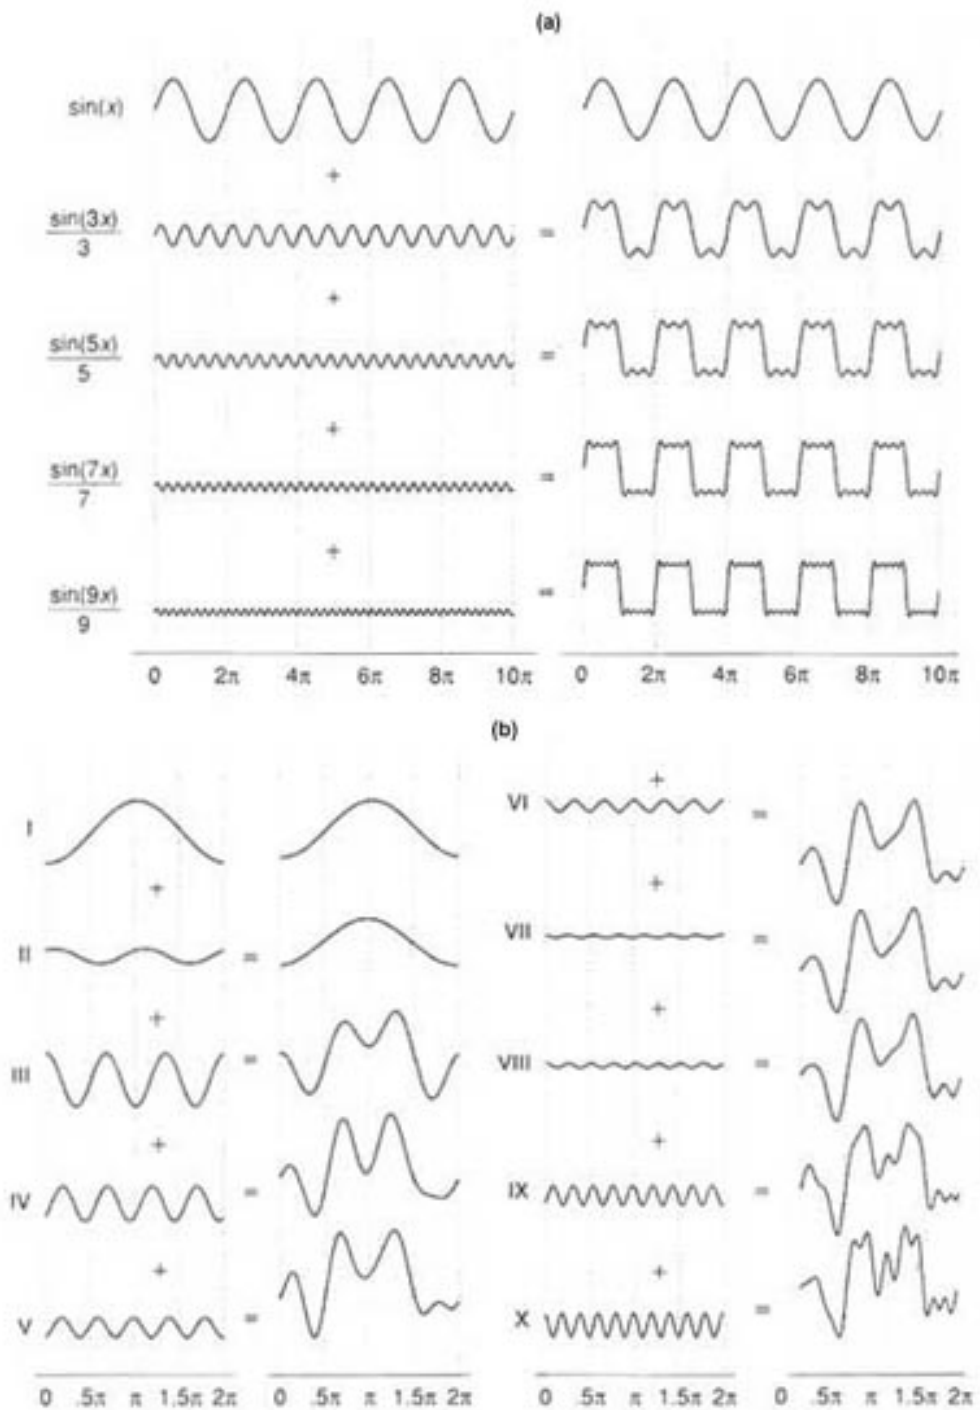 (a)
sin(x)
+
sin(3x)
3
=
+
sin(5x)
5
=
+
sin(7x)
7
=
+
sin(9x)
9
=
0 2π 4π 6π 8π 10π
0 2π 4π 6π 8π 10π
(b)
I
+
II
=
+
III
=
+
IV
=
+
V
=
0 .5π π 1.5π 2π
0 .5π π 1.5π 2π
+
VI
=
+
VII
=
+
VIII
=
+
IX
=
+
X
=
0 .5π π 1.5π 2π
0 .5π π 1.5π 2π